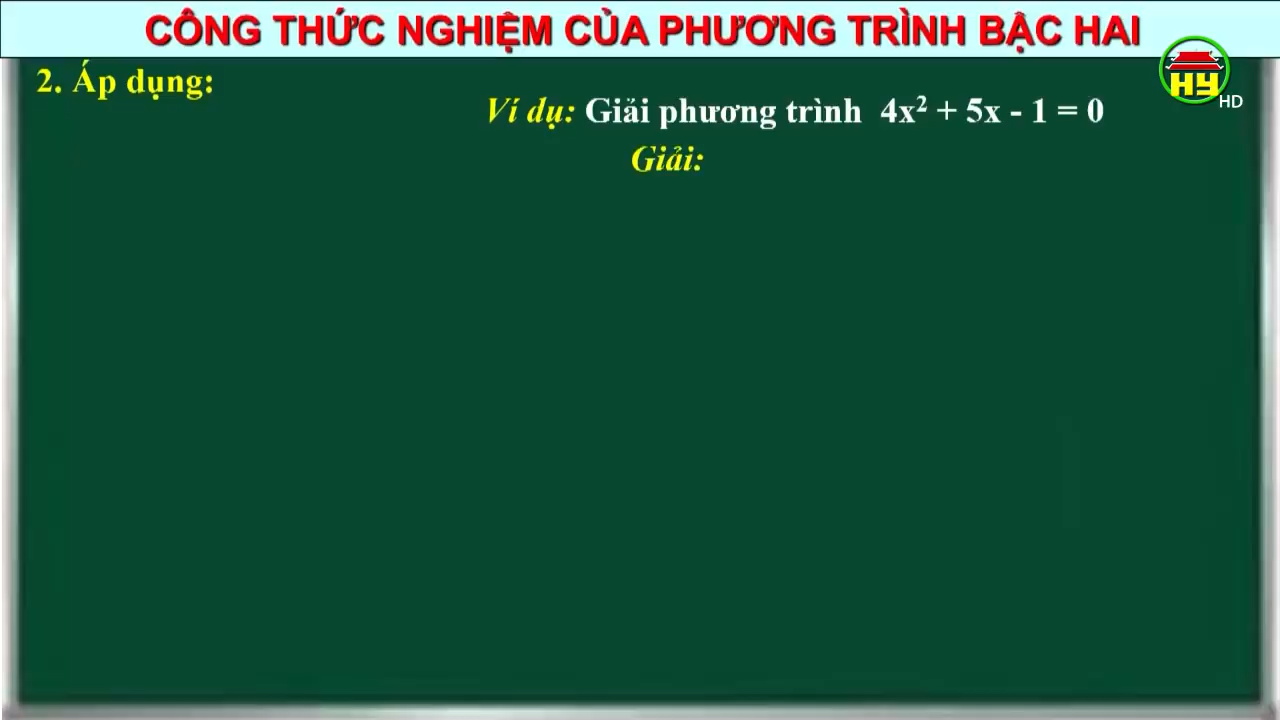 CÔNG THỨC NGHIỆM CỦA PHƯƠNG TRÌNH BẬC HAI
2. Áp dụng:
HY HD
Ví dụ: Giải phương trình 4x² + 5x - 1 = 0
Giải: